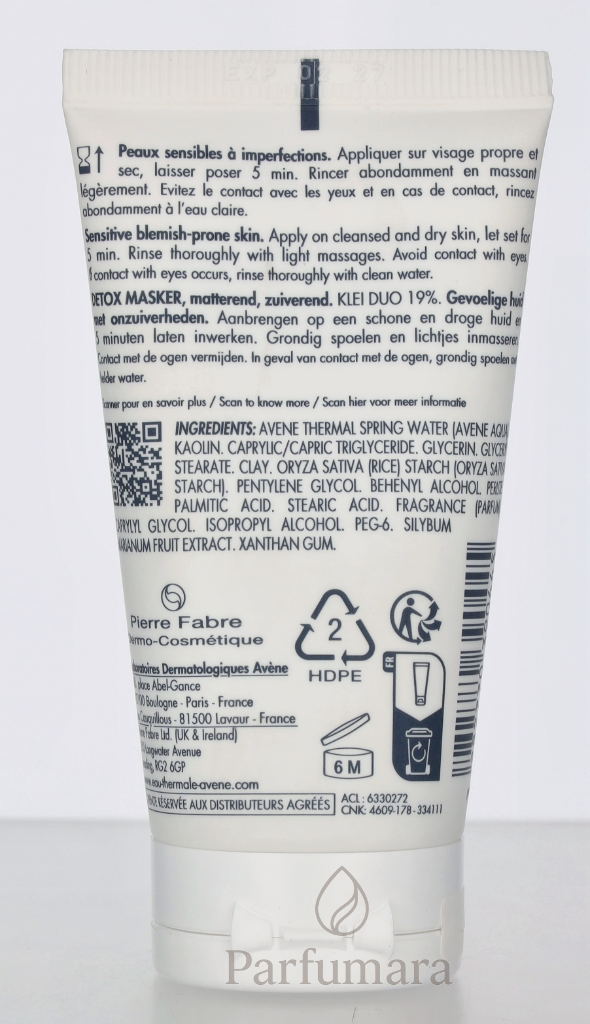 EXP 02 27
Peaux sensibles à imperfections. Appliquer sur visage propre et
sec, laisser poser 5 min. Rincer abondamment en massant
légèrement. Evitez le contact avec les yeux et en cas de contact, rincez
abondamment à l'eau claire.
Sensitive blemish-prone skin. Apply on cleansed and dry skin, let set for
5 min. Rinse thoroughly with light massages. Avoid contact with eyes,
if contact with eyes occurs, rinse thoroughly with clean water.
DETOX MASKER, matterend, zuiverend. KLEI DUO 19%. Gevoelige huid
met onzuiverheden. Aanbrengen op een schone en droge huid en
5 minuten laten inwerken. Grondig spoelen en lichtjes inmasseren.
Contact met de ogen vermijden. In geval van contact met de ogen, grondig spoelen
helder water.
pour en savoir plus / Scan to know more / Scan hier voor meer informatie
INGREDIENTS: AVENE THERMAL SPRING WATER (AVENE AQUA)
KAOLIN. CAPRYLIC/CAPRIC TRIGLYCERIDE. GLYCERIN.
STEARATE. CLAY. ORYZA SATIVA (RICE) STARCH (ORYZA
STARCH). PENTYLENE GLYCOL. BEHENYL ALCOHOL.
PALMITIC ACID. STEARIC ACID. FRAGRANCE (PARFUM)
CAPRYLYL GLYCOL. ISOPROPYL ALCOHOL. PEG-6. SILYBUM
MARIANUM FRUIT EXTRACT. XANTHAN GUM.
Pierre Fabre
Dermo-Cosmétique
2
HDPE
FR
Laboratoires Dermatologiques Avène
place Abel-Gance
Boulogne - Paris - France
Cauquillous - 81500 Lavaur - France
Fabre Ltd. (UK & Ireland)
Longwater Avenue
RG2 6GP
www.eau-thermale-avene.com
6 M
VENTE RÉSERVÉE AUX DISTRIBUTEURS AGRÉÉS
ACL : 6330272
CNK: 4609-178 - 334111
Parfumara